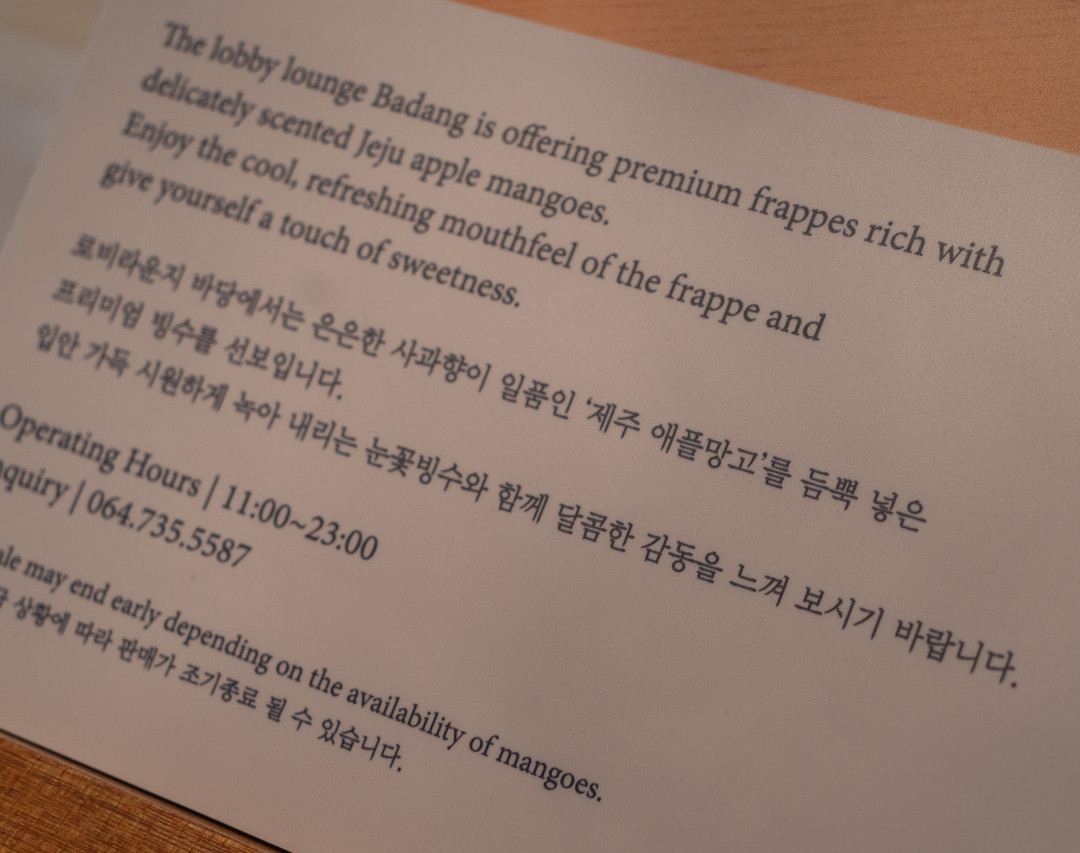 The lobby lounge Badang is offering premium frappes rich with
delicately scented Jeju apple mangoes.
Enjoy the cool, refreshing mouthfeel of the frappe and
give yourself a touch of sweetness.
로비라운지 바당에서는 은은한 사과향이 일품인 ‘제주 애플망고’를 듬뿍 넣은
프리미엄 빙수를 선보입니다.
입안 가득 시원하게 녹아 내리는 눈꽃빙수와 함께 달콤한 감동을 느껴 보시기 바랍니다.
Operating Hours | 11:00~23:00
nquiry | 064.735.5587
ale may end early depending on the availability of mangoes.
상황에 따라 판매가 조기종료 될 수 있습니다.